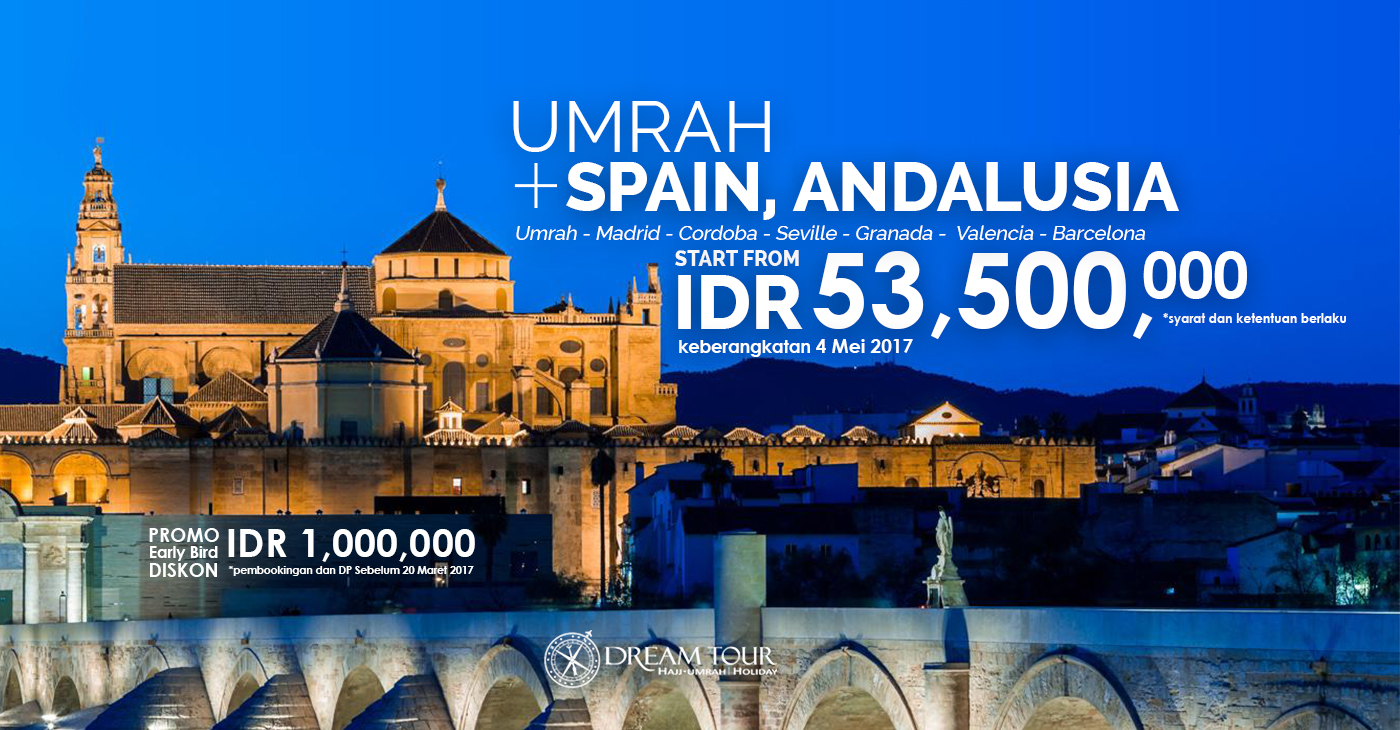 UMRAH
+SPAIN, ANDALUSIA
Umrah - Madrid - Cordoba - Seville - Granada - Valencia - Barcelona
START FROM
IDR 53,500,000
*syarat dan ketentuan berlaku
keberangkatan 4 Mei 2017
PROMO
Early Bird
DISKON
IDR 1,000,000
*pembookingan dan DP Sebelum 20 Maret 2017
DREAM TOUR
HAJJ-UMRAH HOLIDAY